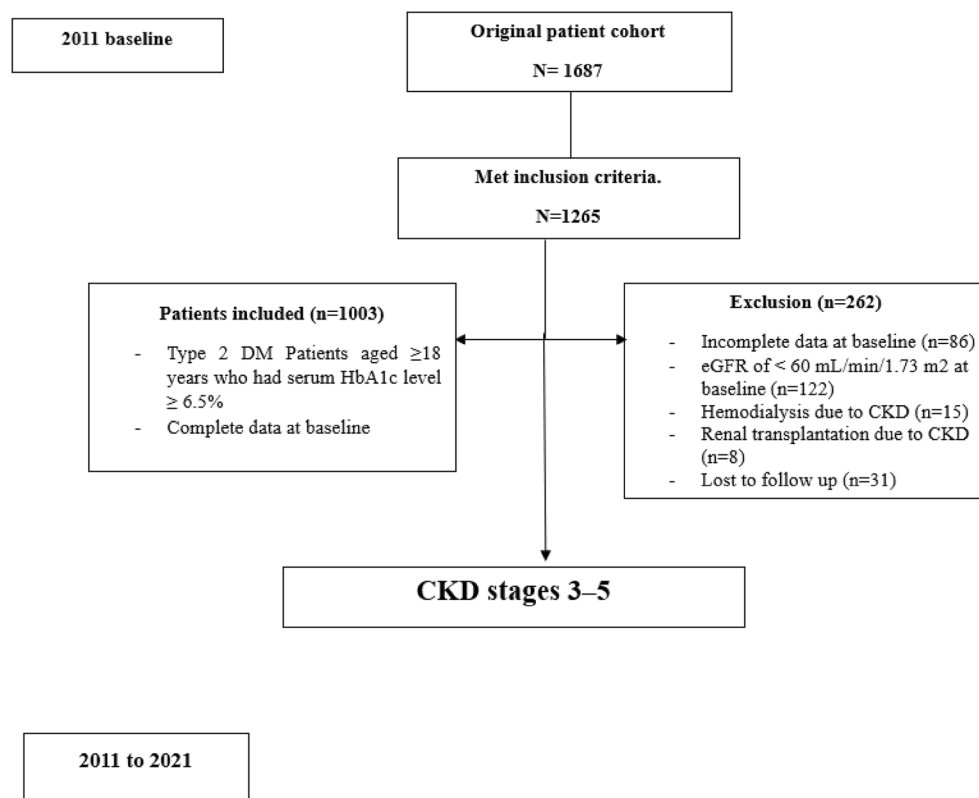 2011 baseline
Original patient cohort
N= 1687
Met inclusion criteria.
N=1265
Patients included (n=1003)
- Type 2 DM Patients aged ≥18
years who had serum HbA1c level
≥ 6.5%
- Complete data at baseline
Exclusion (n=262)
- Incomplete data at baseline (n=86)
- eGFR of < 60 mL/min/1.73 m2 at
baseline (n=122)
- Hemodialysis due to CKD (n=15)
- Renal transplantation due to CKD
(n=8)
- Lost to follow up (n=31)
CKD stages 3–5
2011 to 2021